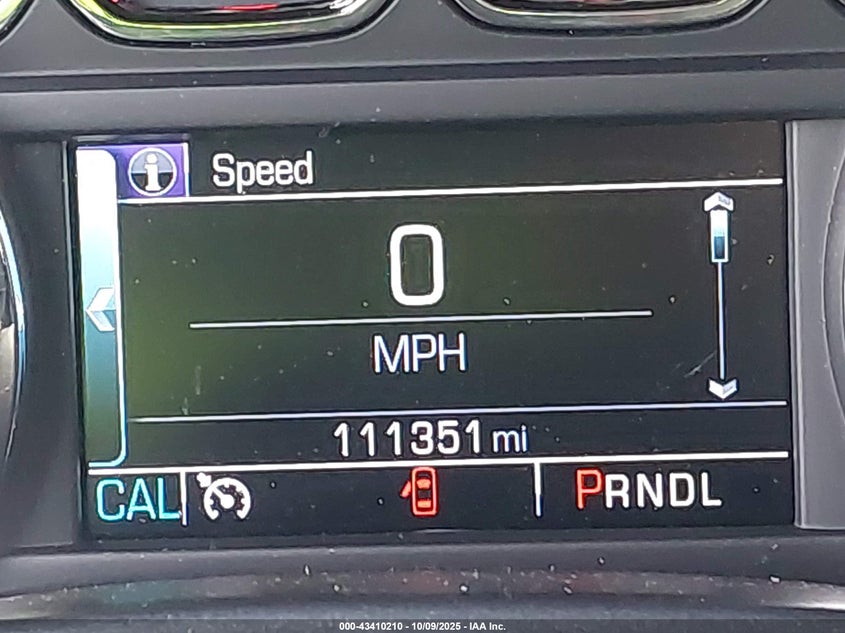 i Speed
0
MPH
111351 mi
CAL PRNDL
000-43410210 - 10/09/2025 - IAA Inc.